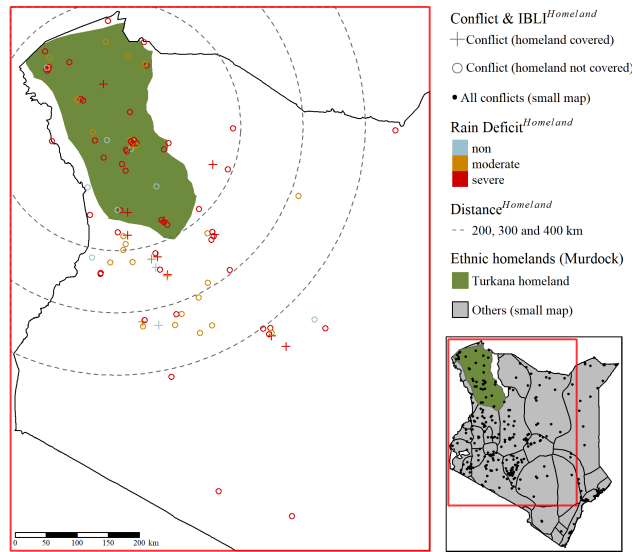 Conflict & IBLI Homeland
Conflict (homeland covered)
Conflict (homeland not covered)
All conflicts (small map)
Rain Deficit Homeland
non
moderate
severe
Distance Homeland
200, 300 and 400 km
Ethnic homelands (Murdock)
Turkana homeland
Others (small map)
0 50 100 150 200 km